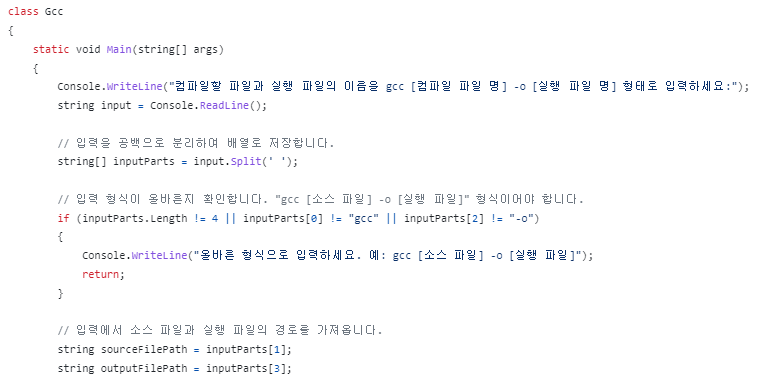 class Gcc
{
static void Main(string[] args)
{
Console.WriteLine("컴파일할 파일과 실행 파일의 이름을 gcc [컴파일 파일 명] -o [실행 파일 명] 형태로 입력하세요:");
string input = Console.ReadLine();
// 입력을 공백으로 분리하여 배열로 저장합니다.
string[] inputParts = input.Split(' ');
// 입력 형식이 올바른지 확인합니다. "gcc [소스 파일] -o [실행 파일]" 형식이어야 합니다.
if (inputParts.Length != 4 || inputParts[0] != "gcc" || inputParts[2] != "-o")
{
Console.WriteLine("올바른 형식으로 입력하세요. 예: gcc [소스 파일] -o [실행 파일]");
return;
}
// 입력에서 소스 파일과 실행 파일의 경로를 가져옵니다.
string sourceFilePath = inputParts[1];
string outputFilePath = inputParts[3];